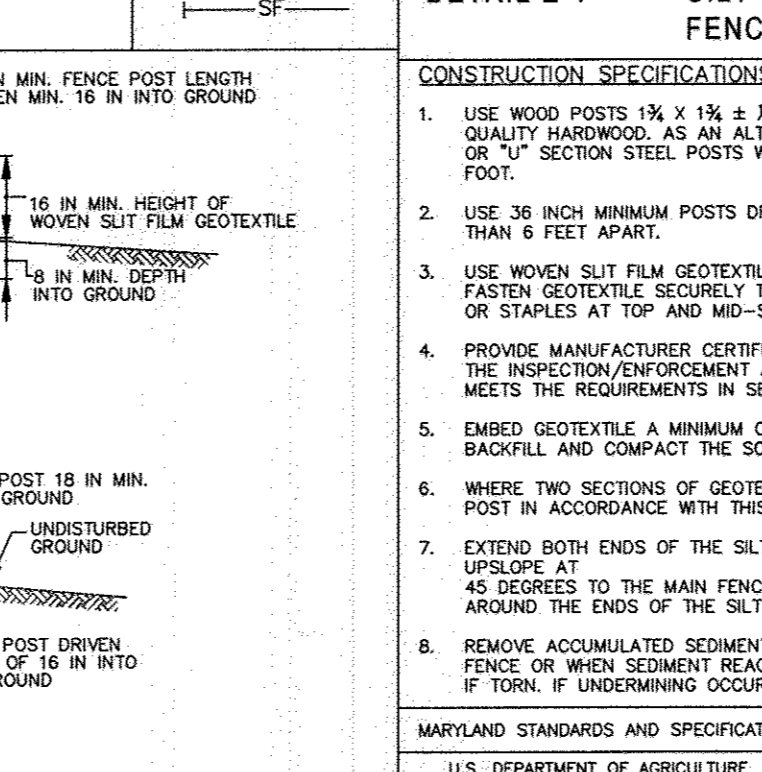 SF
FENC
N MIN. FENCE POST LENGTH
EN MIN. 16 IN INTO GROUND
16 IN MIN. HEIGHT OF
WOVEN SLIT FILM GEOTEXTILE
8 IN MIN. DEPTH
INTO GROUND
POST 18 IN MIN.
GROUND
UNDISTURBED
GROUND
POST DRIVEN
OF 16 IN INTO
ROUND
CONSTRUCTION SPECIFICATIONS
1. USE WOOD POSTS 1¾ X 1¾ ±
QUALITY HARDWOOD. AS AN ALT
OR "U" SECTION STEEL POSTS W
FOOT.
2. USE 36 INCH MINIMUM POSTS D
THAN 6 FEET APART.
3. USE WOVEN SLIT FILM GEOTEXTIL
FASTEN GEOTEXTILE SECURELY T
OR STAPLES AT TOP AND MID-S
4. PROVIDE MANUFACTURER CERTIF
THE INSPECTION/ENFORCEMENT
MEETS THE REQUIREMENTS IN SE
5. EMBED GEOTEXTILE A MINIMUM O
BACKFILL AND COMPACT THE SO
6. WHERE TWO SECTIONS OF GEOTE
POST IN ACCORDANCE WITH THIS
7. EXTEND BOTH ENDS OF THE SILT
UPSLOPE AT
45 DEGREES TO THE MAIN FENC
AROUND THE ENDS OF THE SILT
8. REMOVE ACCUMULATED SEDIMENT
FENCE OR WHEN SEDIMENT REAC
IF TORN. IF UNDERMINING OCCUR
MARYLAND STANDARDS AND SPECIFICAT
U.S. DEPARTMENT OF AGRICULTURE